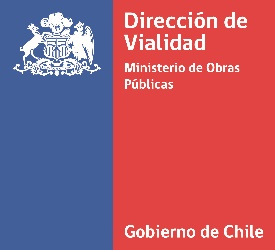 Dirección de
Vialidad
Ministerio de Obras
Públicas
Gobierno de Chile